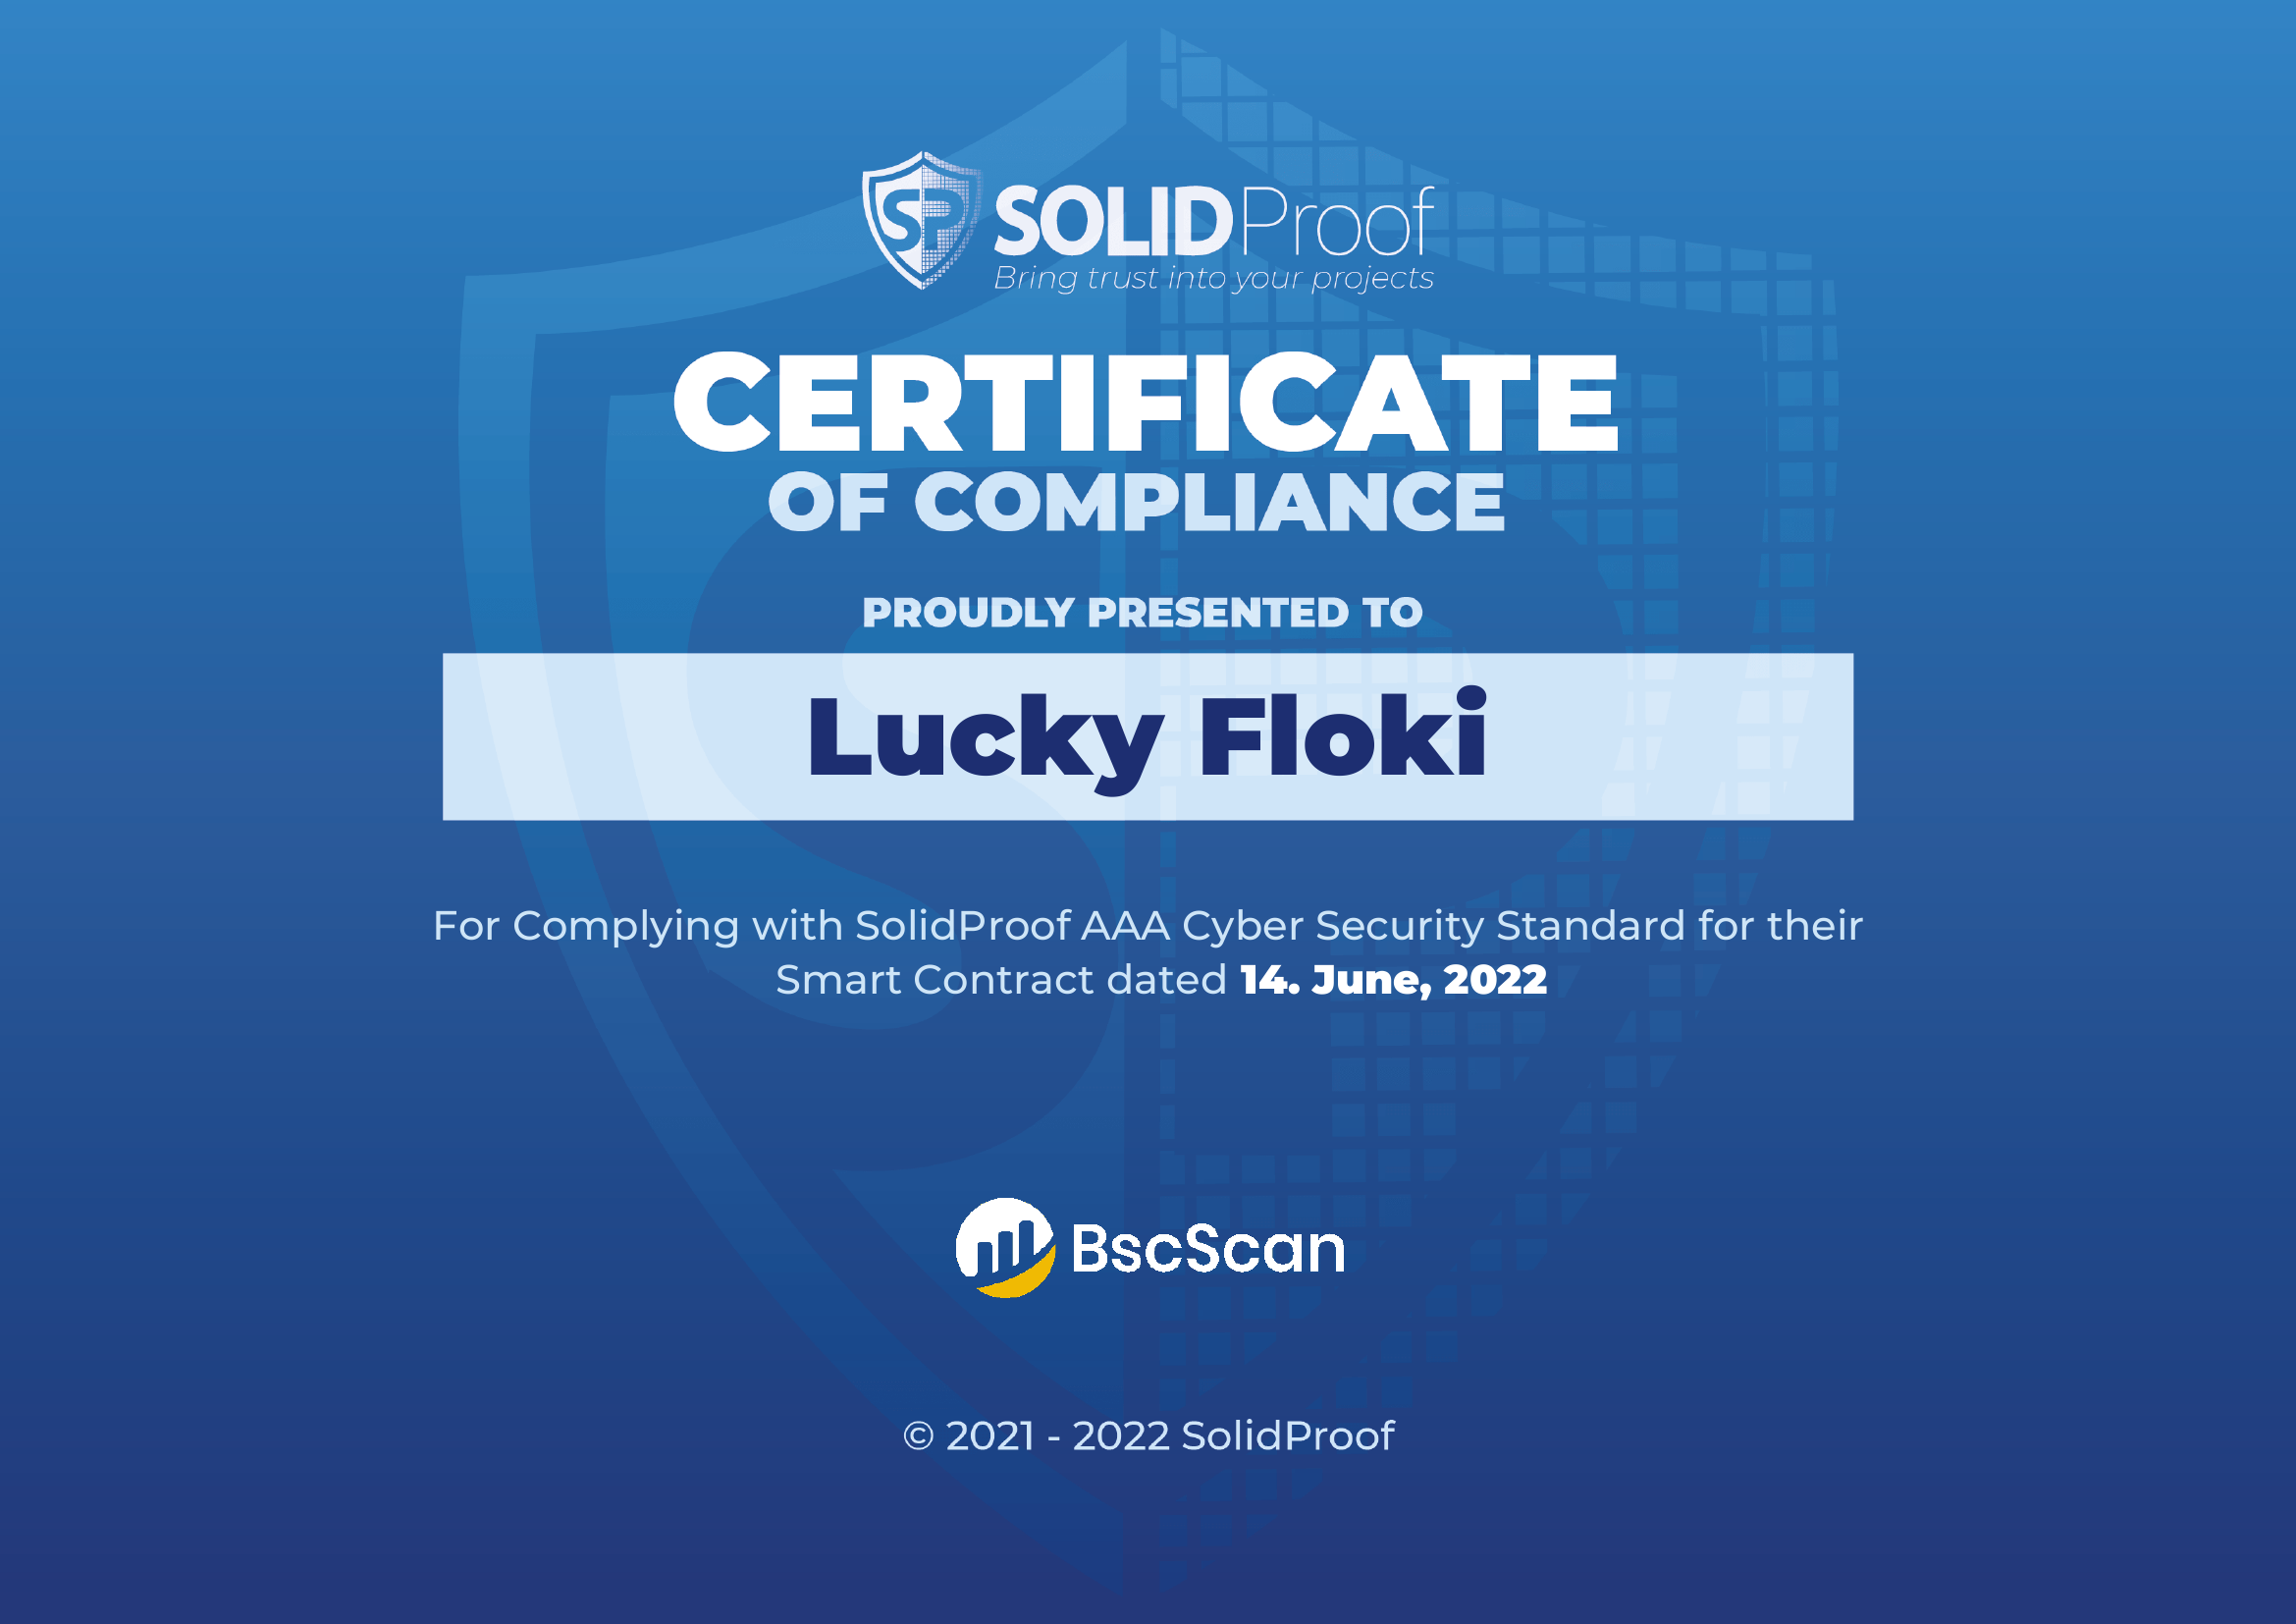 SP SOLIDProof
Bring trust into your projects
CERTIFICATE
OF COMPLIANCE
PROUDLY PRESENTED TO
Lucky Floki
For Complying with SolidProof AAA Cyber Security Standard for their
Smart Contract dated 14. June, 2022
BscScan
© 2021 - 2022 SolidProof